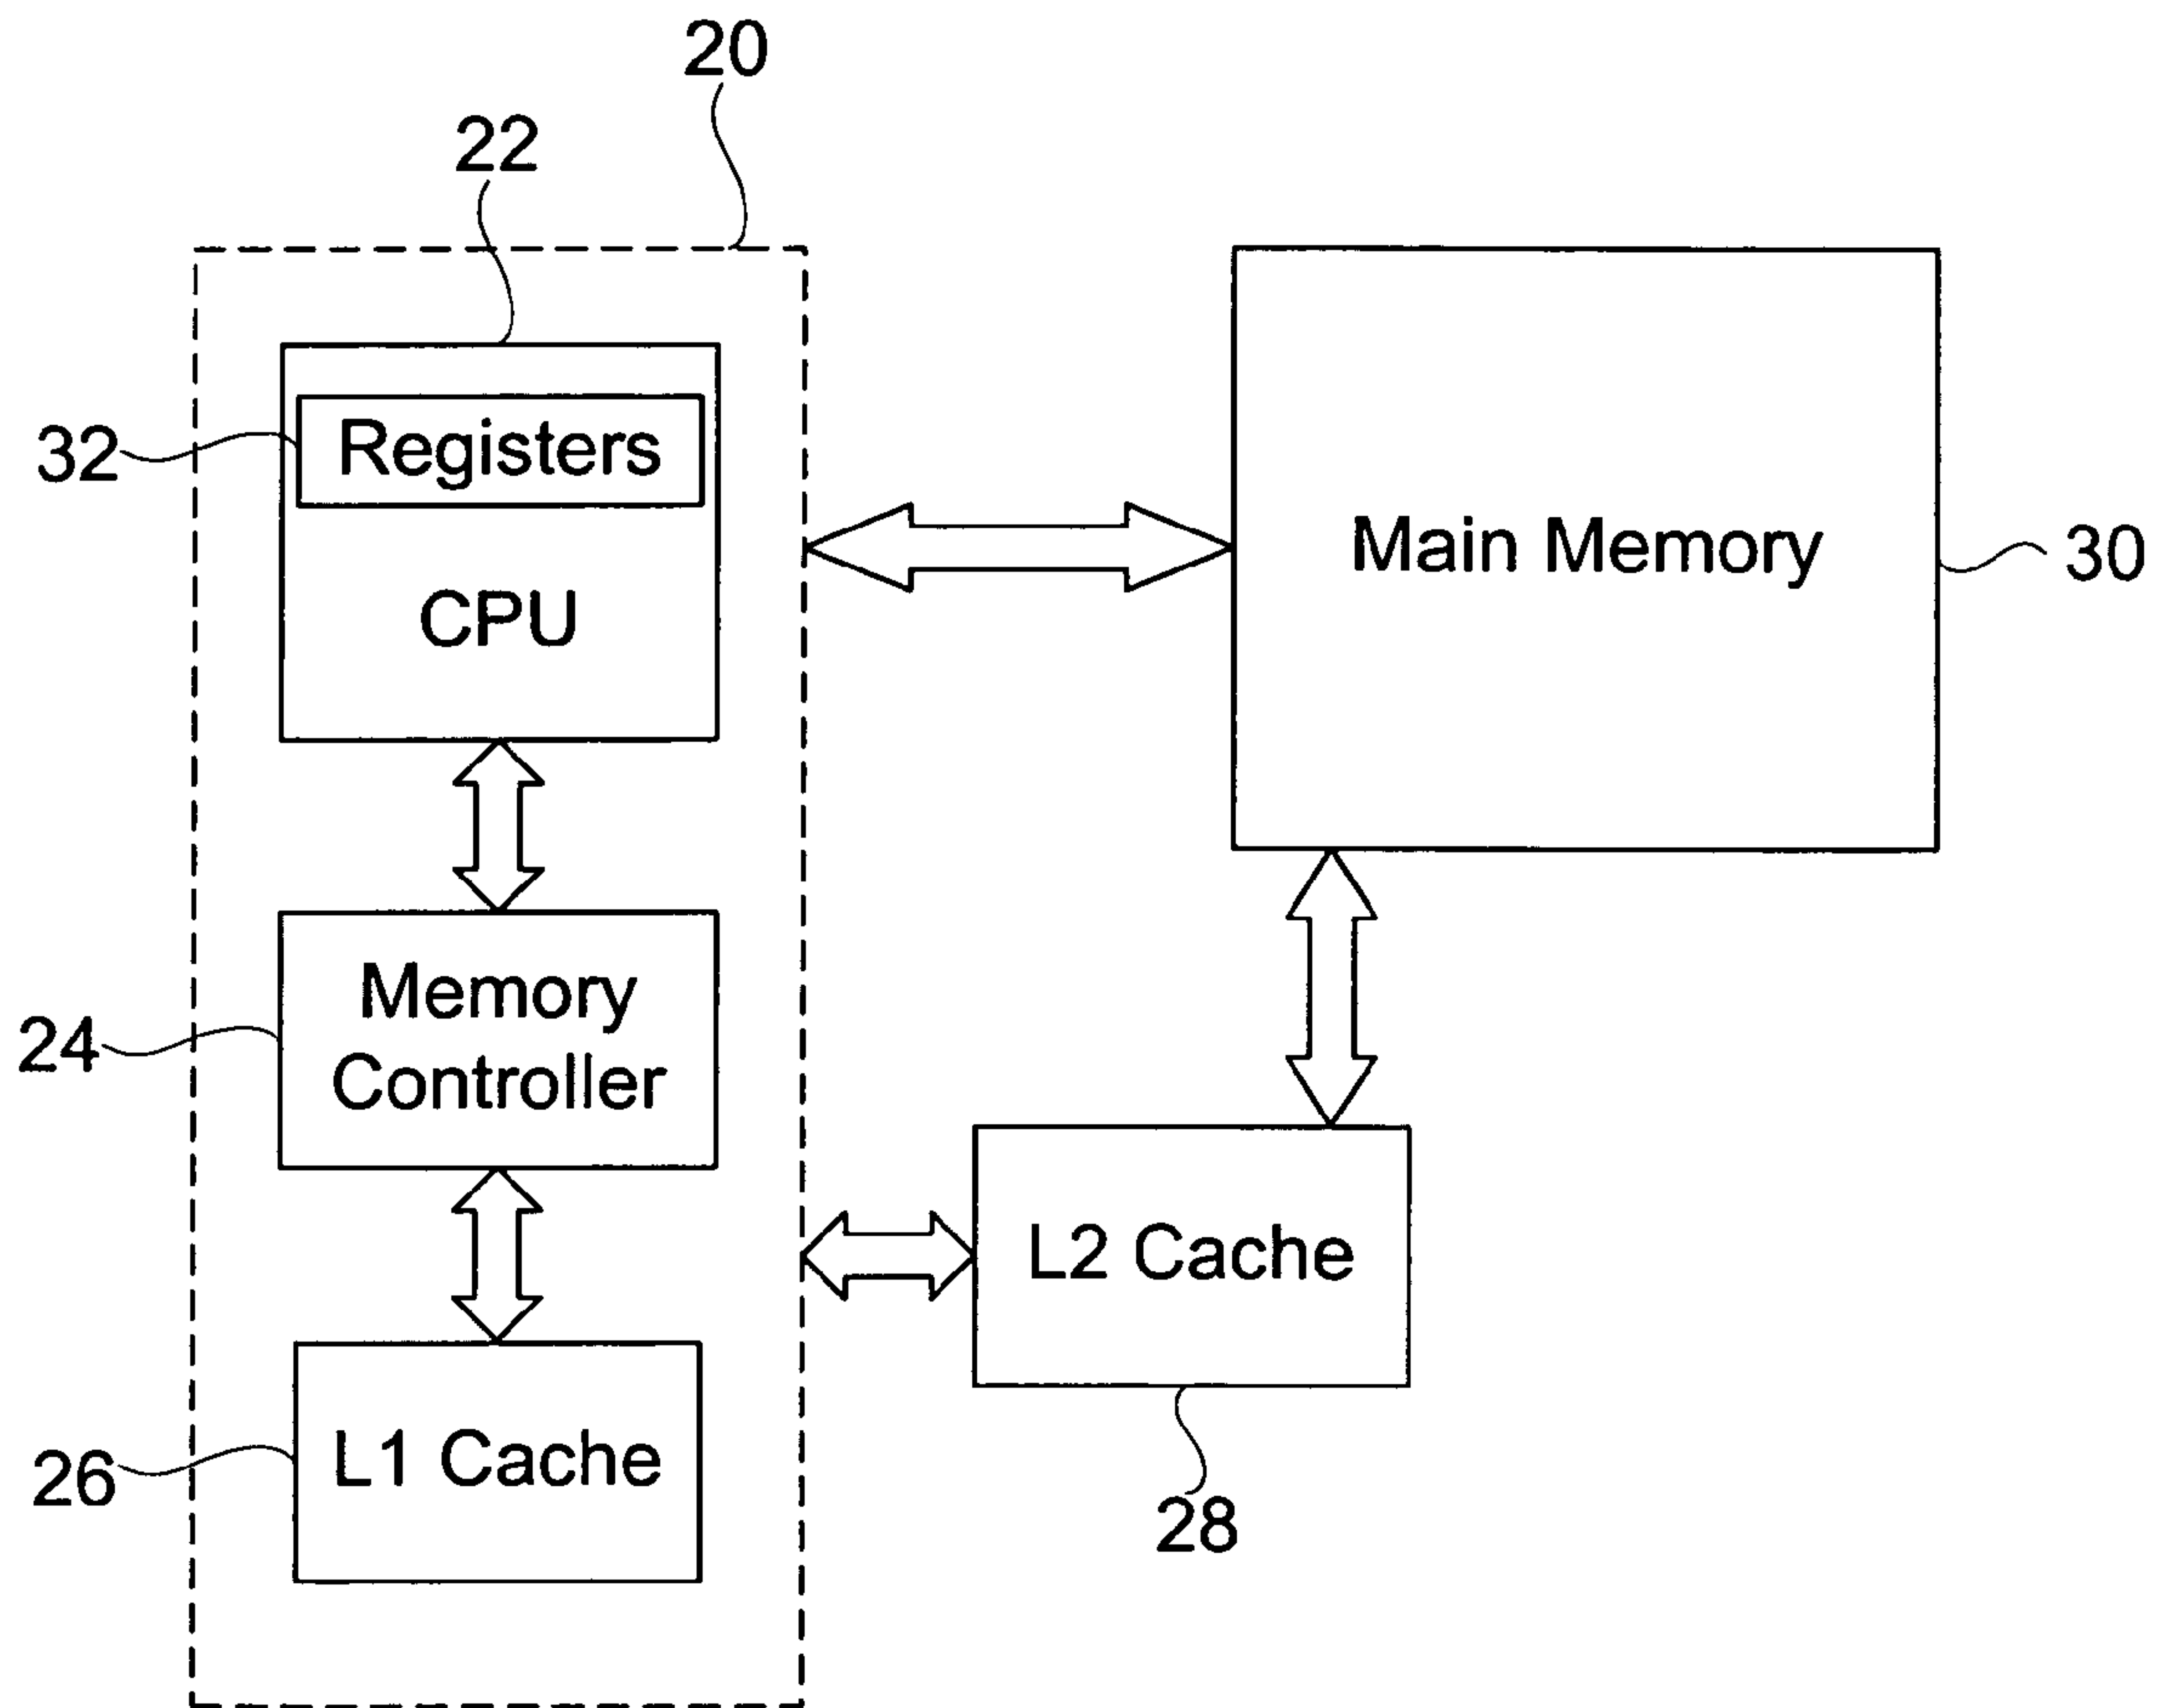 20
22
32
Registers
CPU
Main Memory
30
24
Memory
Controller
L2 Cache
26
L1 Cache
28